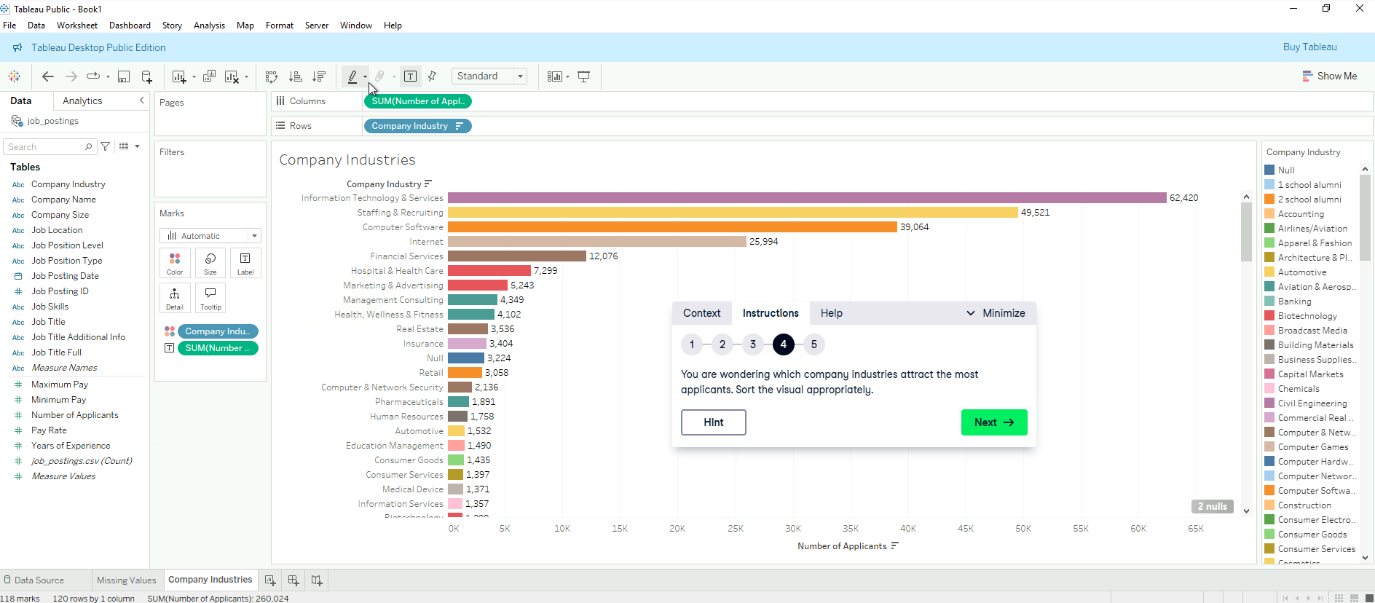 Tableau Public - Book1
File Data Worksheet Dashboard Story Analysis Map Format Server Window Help
Tableau Desktop Public Edition
Buy Tableau
Standard
Show Me
Data
Analytics
job_postings
Search
Tables
Abc Company Industry
Abc Company Name
Abc Company Size
Abc Job Location
Abc Job Position Level
Abc Job Position Type
Job Posting Date
# Job Posting ID
Abc Job Skills
Abc Job Title
Abc Job Title Additional Info
Abc Job Title Full
Abc Measure Names
# Maximum Pay
# Minimum Pay
# Number of Applicants
# Pay Rate
# Years of Experience
# job_postings.csv (Count)
# Measure Values
Pages
Filters
Marks
Automatic
Color
Size
Label
Detail
Tooltip
Company Indu..
SUM(Number ..
Columns
SUM(Number of Appl..
Rows
Company Industry
Company Industries
Company Industry
Information Technology & Services 62,420
Staffing & Recruiting 49,521
Computer Software 39,064
Internet 25,994
Financial Services 12,076
Hospital & Health Care 7,299
Marketing & Advertising 5,243
Management Consulting 4,349
Health, Wellness & Fitness 4,102
Real Estate 3,536
Insurance 3,404
Null 3,224
Retail 3,058
Computer & Network Security 2,136
Pharmaceuticals 1,891
Human Resources 1,758
Automotive 1,532
Education Management 1,490
Consumer Goods 1,435
Consumer Services 1,397
Medical Device 1,371
Information Services 1,357
Biotechnology
0K 5K 10K 15K 20K 25K 30K 35K 40K 45K 50K 55K 60K 65K
Number of Applicants
2 nulls
Context
Instructions
Help
Minimize
1 2 3 4 5
You are wondering which company industries attract the most
applicants. Sort the visual appropriately.
Hint
Next →
Company Industry
Null
1 school alumni
2 school alumni
Accounting
Airlines/Aviation
Apparel & Fashion
Architecture & Pl..
Automotive
Aviation & Aerosp..
Banking
Biotechnology
Broadcast Media
Building Materials
Business Supplies..
Capital Markets
Chemicals
Civil Engineering
Commercial Real ..
Computer & Netw..
Computer Games
Computer Hardw..
Computer Networ..
Computer Softwa..
Construction
Consumer Electro..
Consumer Goods
Consumer Services
Cosmetics
Data Source
Missing Values
Company Industries
118 marks
120 rows by 1 column
SUM(Number of Applicants): 260,024